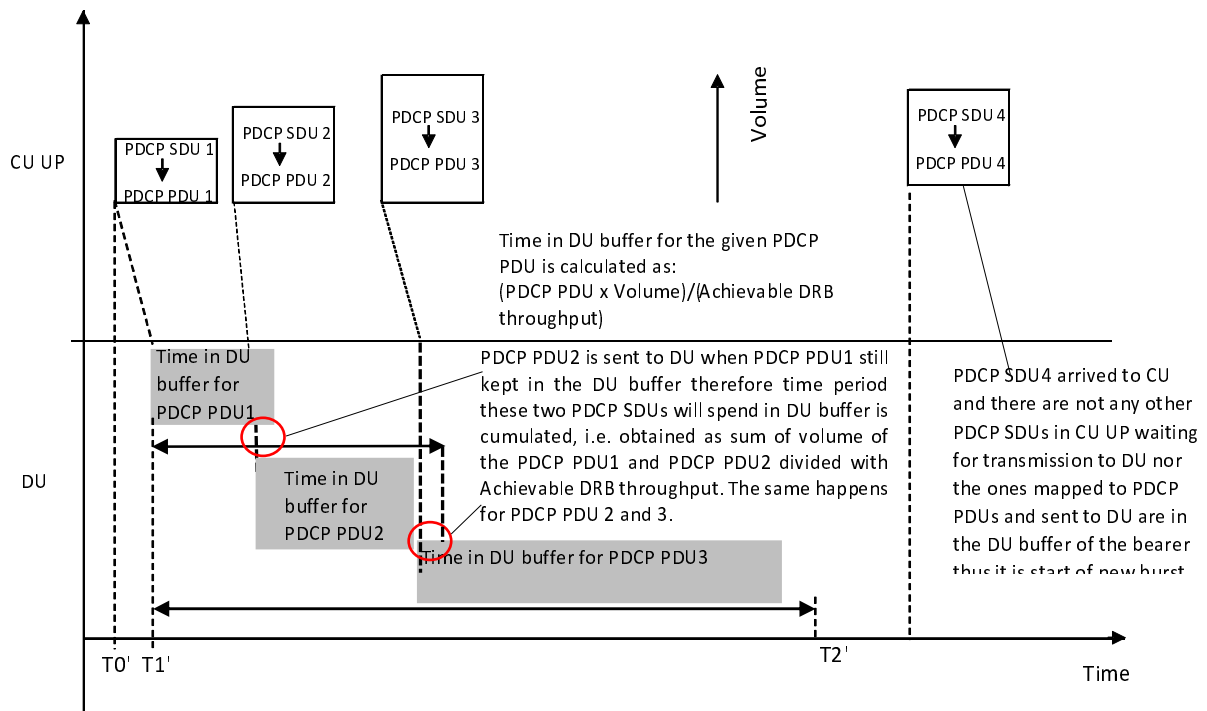 CU UP
PDCP SDU 1
PDCP PDU 1
PDCP SDU 2
PDCP PDU 2
PDCP SDU 3
PDCP PDU 3
Volume
PDCP SDU 4
PDCP PDU 4
Time in DU buffer for the given PDCP
PDU is calculated as:
(PDCP PDU x Volume)/(Achievable DRB
throughput)
DU
Time in DU
buffer for
PDCP PDU1
Time in DU
buffer for
PDCP PDU2
Time in DU buffer for PDCP PDU3
PDCP PDU2 is sent to DU when PDCP PDU1 still
kept in the DU buffer therefore time period
these two PDCP SDUs will spend in DU buffer is
cumulated, i.e. obtained as sum of volume of
the PDCP PDU1 and PDCP PDU2 divided with
Achievable DRB throughput. The same happens
for PDCP PDU 2 and 3.
PDCP SDU4 arrived to CU
and there are not any other
PDCP SDUs in CU UP waiting
for transmission to DU nor
the ones mapped to PDCP
PDUs and sent to DU are in
the DU buffer of the bearer
thus it is start of new burst
T0'
T1'
T2'
Time